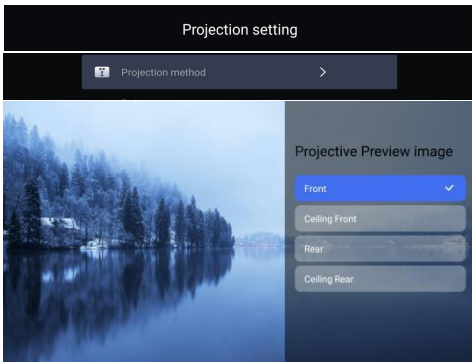 Projection setting
Projection method
Projective Preview image
Front
Ceiling Front
Rear
Ceiling Rear